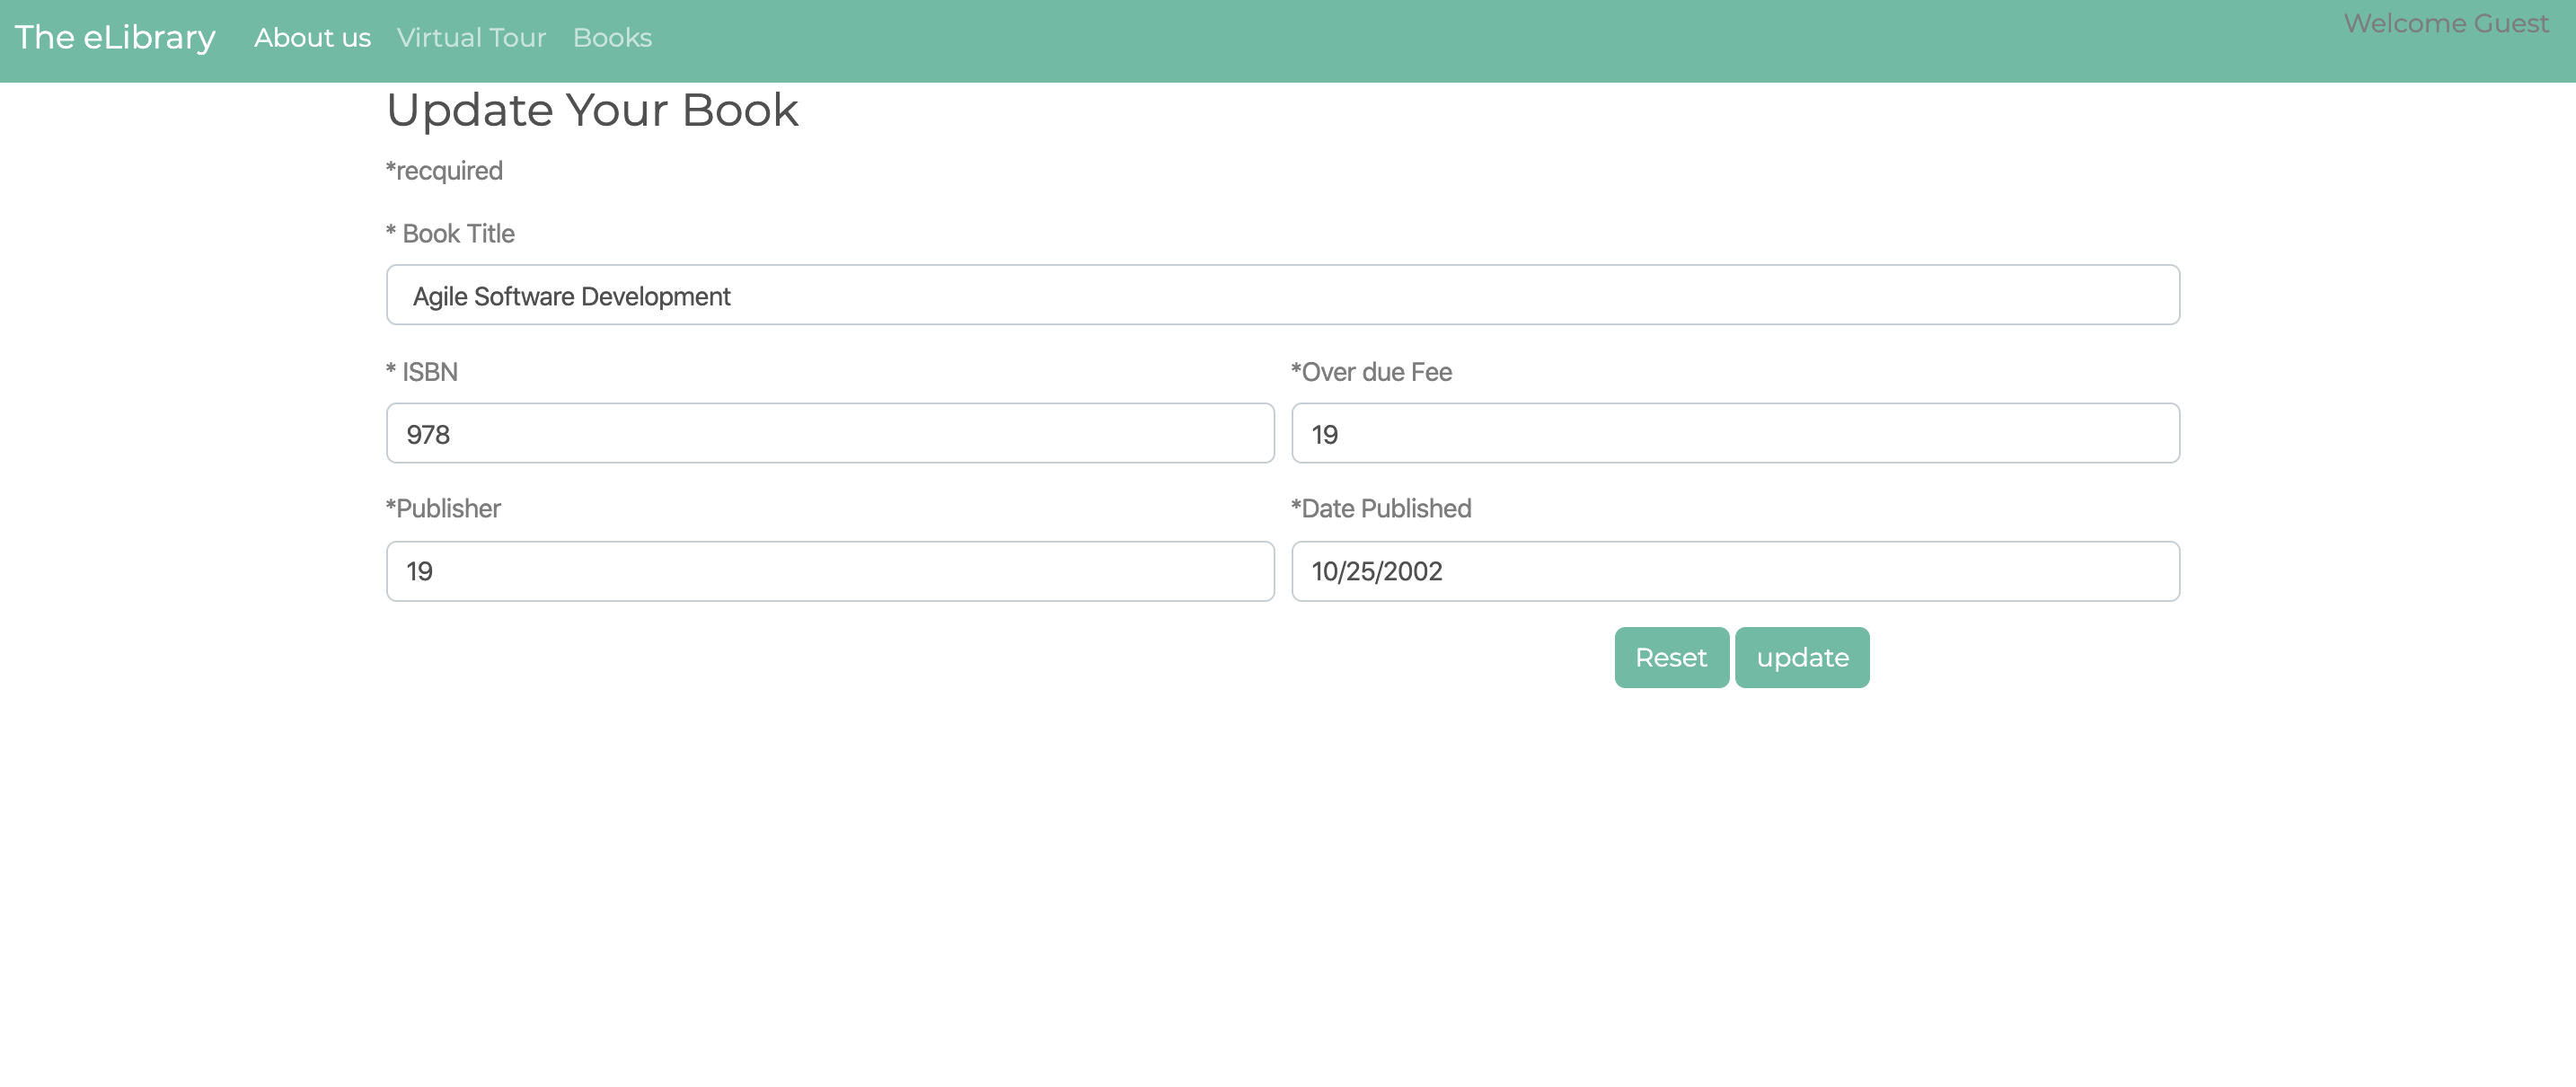 The eLibrary About us Virtual Tour Books Welcome Guest
Update Your Book
*recquired
* Book Title
Agile Software Development
* ISBN *Over due Fee
978 19
*Publisher *Date Published
19 10/25/2002
Reset update